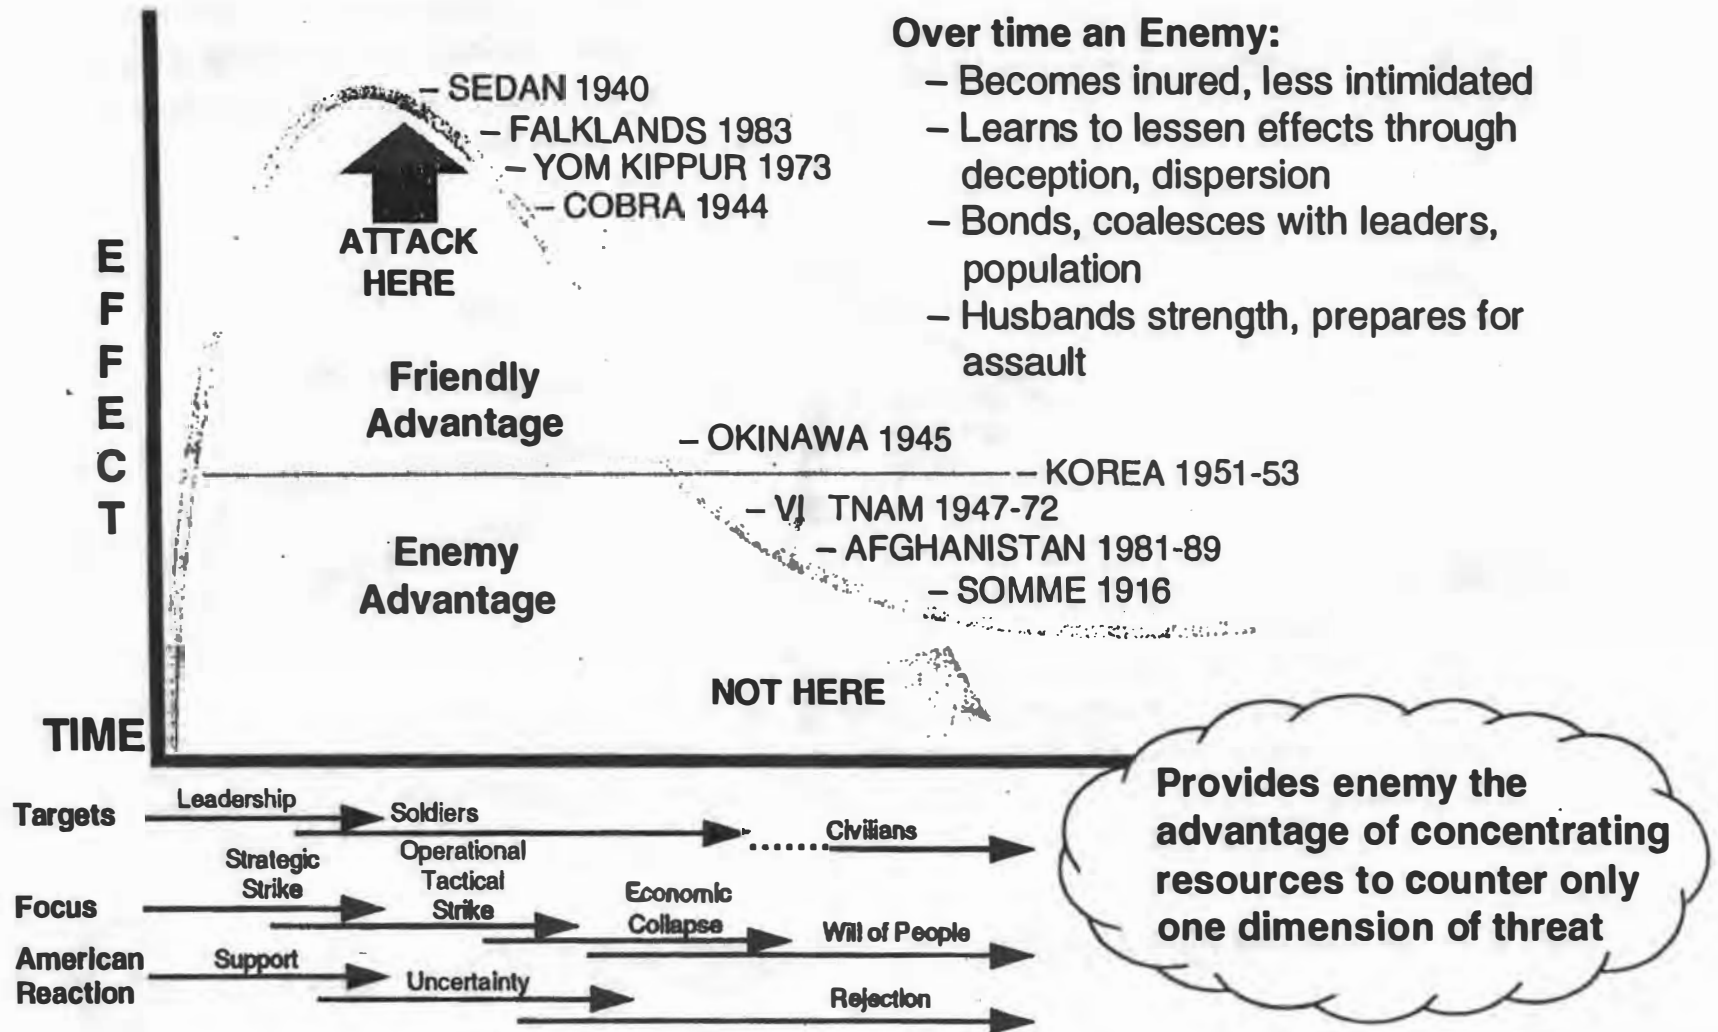 Over time an Enemy:
– Becomes inured, less intimidated
– Learns to lessen effects through
deception, dispersion
– Bonds, coalesces with leaders,
population
– Husbands strength, prepares for
assault
– SEDAN 1940
– FALKLANDS 1983
– YOM KIPPUR 1973
– COBRA 1944
ATTACK
HERE
EFFECT
Friendly
Advantage
– OKINAWA 1945
– KOREA 1951-53
– VI TNAM 1947-72
– AFGHANISTAN 1981-89
– SOMME 1916
Enemy
Advantage
NOT HERE
TIME
Provides enemy the
advantage of concentrating
resources to counter only
one dimension of threat
Targets
Leadership
Soldiers
Civilians
Focus
Strategic
Strike
Operational
Tactical
Strike
Economic
Collapse
Will of People
American
Reaction
Support
Uncertainty
Rejection